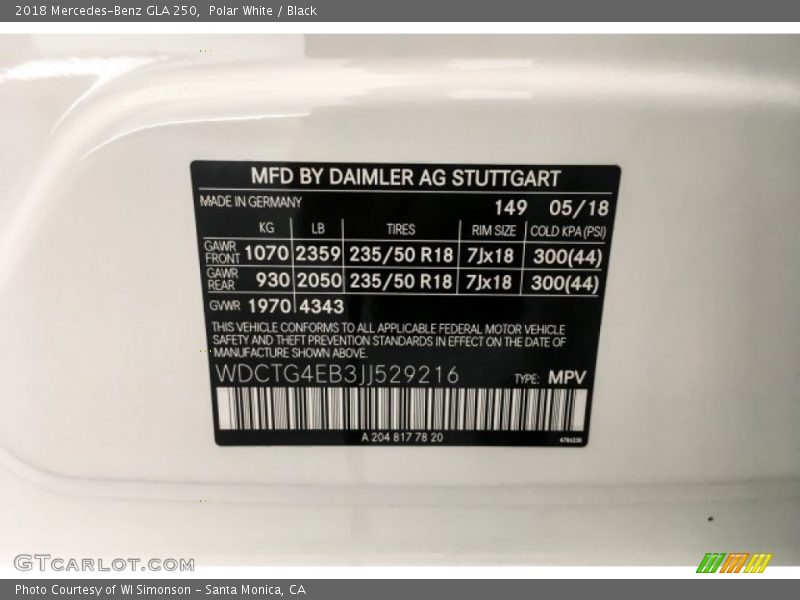 2018 Mercedes-Benz GLA 250,  Polar White / Black
MFD BY DAIMLER AG STUTTGART
MADE IN GERMANY 149 05/18
KG LB TIRES RIM SIZE COLD KPA (PSI)
GAWR FRONT 1070 2359 235/50 R18 7Jx18 300(44)
GAWR REAR 930 2050 235/50 R18 7Jx18 300(44)
GVWR 1970 4343
THIS VEHICLE CONFORMS TO ALL APPLICABLE FEDERAL MOTOR VEHICLE
SAFETY AND THEFT PREVENTION STANDARDS IN EFFECT ON THE DATE OF
MANUFACTURE SHOWN ABOVE.
WDCTG4EB3JJ529216 TYPE: MPV
A 204 817 78 20
GTCARLOT.COM
Photo Courtesy of WI Simonson - Santa Monica, CA